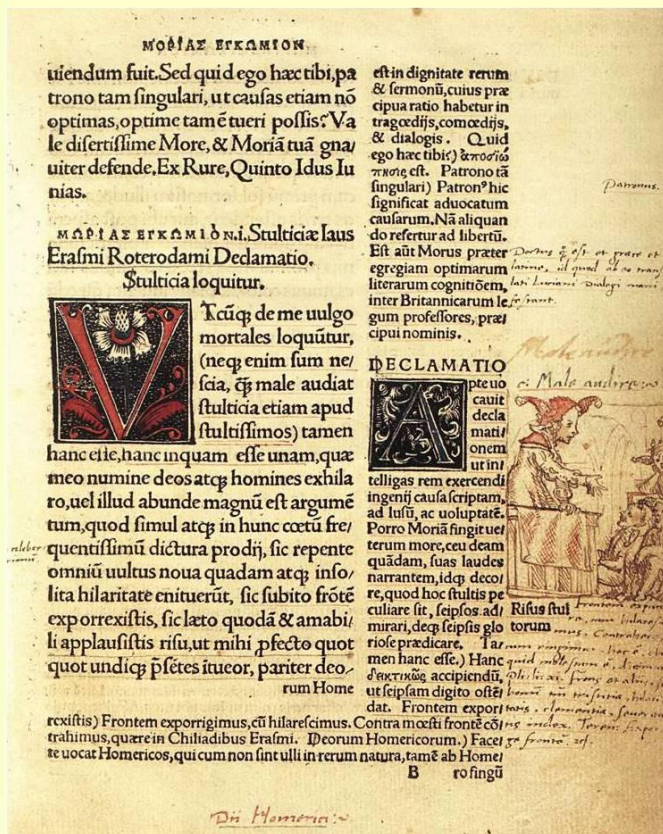 ΜΩΡΙΑΣ ΕΓΚΩΜΙΟΝ
uiendum fuit. Sed quid ego hæc tibi, pa
trono tam singulari, ut causas etiam nõ
optimas, optime tamẽ tueri possis? Va
le disertissime More, & Moriã tuã gna/
uiter defende, Ex Rure, Quinto Idus Iu
nias.
ΜΩΡΙΑΣ ΕΓΚΩΜΙΟΝ.i. Stulticiæ laus
Erasmi Roterodami Declamatio.
Stulticia loquitur.
VTcũq; de me uulgo
mortales loquũtur,
(neq; enim sum ne/
scia, q̃ male audiat
stulticia etiam apud
stultissimos) tamen
hanc esse, hanc inquam esse unam, quæ
meo numine deos atq; homines exhila
ro, uel illud abunde magnũ est argumẽ
tum, quod simul atq; in hunc cœtũ fre/
quentissimũ dictura prodij, sic repente
omniũ uultus noua quadam atq; inso/
lita hilaritate enituerũt, sic subito frõtẽ
exporrexistis, sic læto quodã & amabi/
li applausistis risu, ut mihi ꝓfecto quot
quot undiq; p̃sẽtes ĩtueor, pariter deo/
rum Home
est in dignitate rerum
& sermonũ, cuius præ
cipua ratio habetur in
tragœdijs, comœdijs,
& dialogis. Quid
ego hæc tibi) ἀποσιώ
πησις est. Patrono tã
singulari) Patronꝰ hic
significat aduocatum
causarum. Nã aliquan
do refertur ad libertũ.
Est aũt Morus præter
egregiam optimarum
literarum cognitiõem,
inter Britannicarum le
gum professores, præ/
cipui nominis.
Patronus.
DECLAMATIO
Apte uo
cauit
decla
mati/
onem
ut in/
telligas rem exercendi
ingenij causa scriptam,
ad lusũ, ac uoluptatẽ.
Porro Moriã fingit ue/
terum more, ceu deam
quãdam, suas laudes
narrantem, idq; deco/
re, quod hoc stultis pe
culiare sit, seipsos ad/
mirari, deq; seipsis glo
riose prædicare. Ta/
men hanc esse.) Hanc
δεικτικῶς accipiendũ,
ut seipsam digito ostẽ
dat. Frontem expor/
rexistis) Frontem exporrigimus, cũ hilarescimus. Contra mœsti frontẽ cõ/
trahimus, quære in Chiliadibus Erasmi. Deorum Homericorum.) Face/
te uocat Homericos, qui cum non sint ulli in rerum natura, tamẽ ab Home/
B ro fingũ
Male audire
Risus stul
torum
Dii Homerici